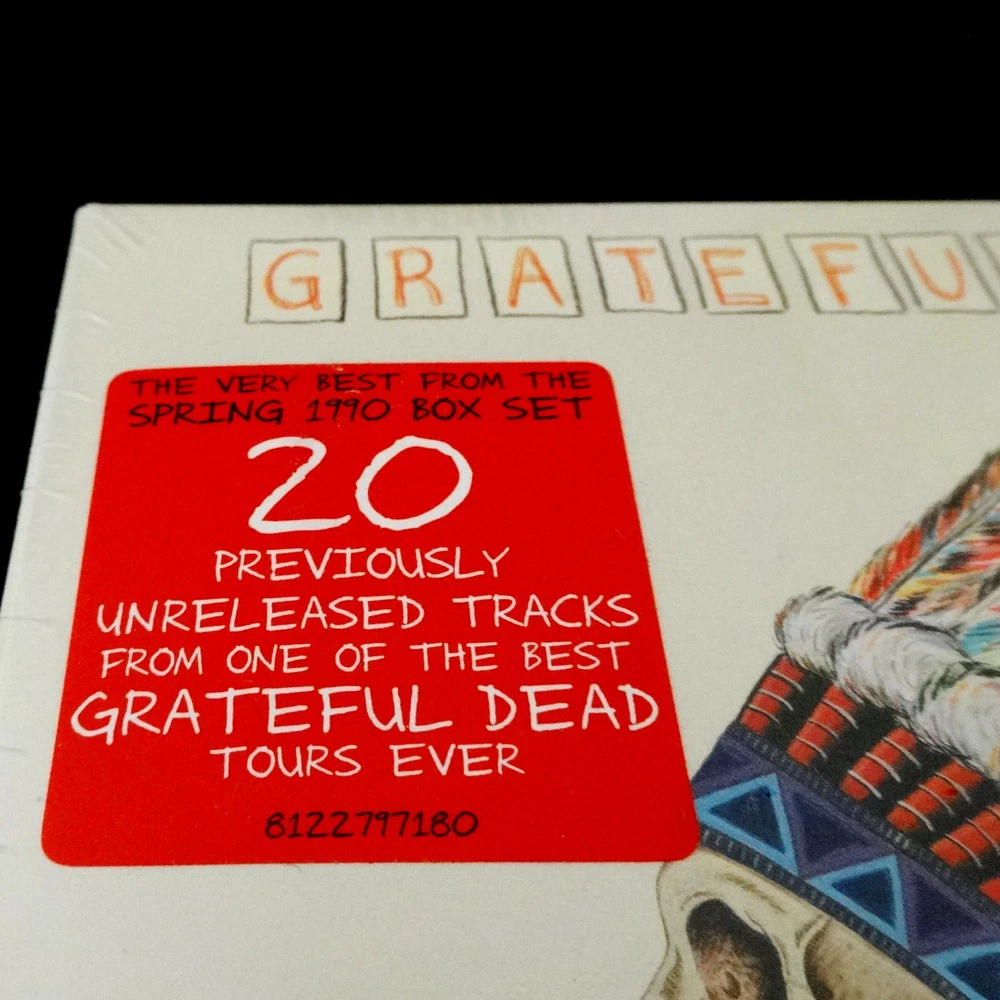 GRATEFU
THE VERY BEST FROM THE
SPRING 1990 BOX SET
20
PREVIOUSLY
UNRELEASED TRACKS
FROM ONE OF THE BEST
GRATEFUL DEAD
TOURS EVER
8122797180